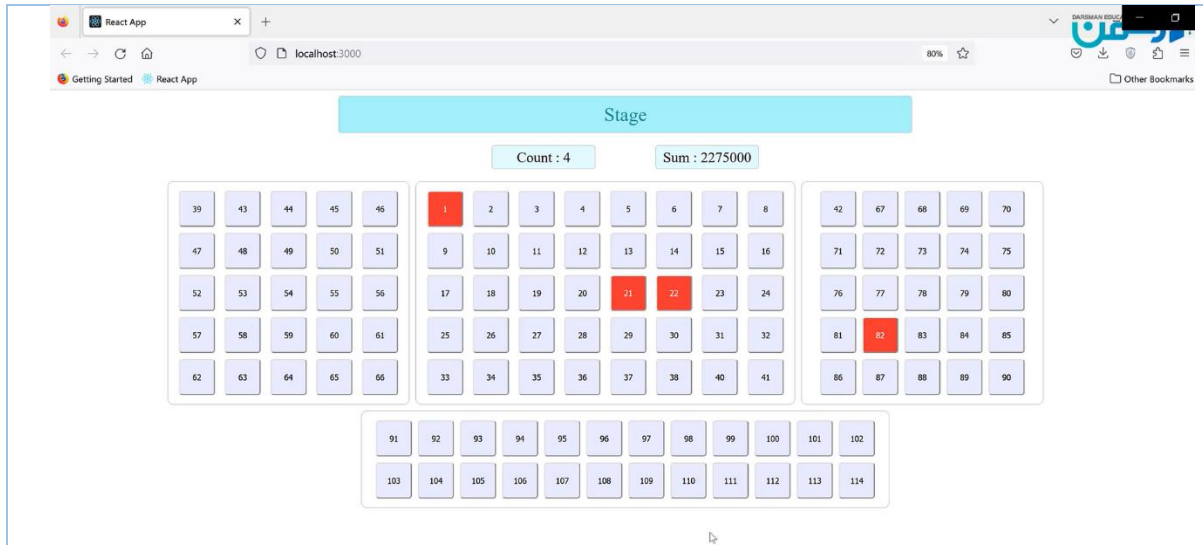 React App
DARSMAN EDUC
localhost:3000
80%
Getting Started
React App
Other Bookmarks
Stage
Count : 4
Sum : 2275000
39 43 44 45 46
47 48 49 50 51
52 53 54 55 56
57 58 59 60 61
62 63 64 65 66
1 2 3 4 5 6 7 8
9 10 11 12 13 14 15 16
17 18 19 20 21 22 23 24
25 26 27 28 29 30 31 32
33 34 35 36 37 38 40 41
42 67 68 69 70
71 72 73 74 75
76 77 78 79 80
81 82 83 84 85
86 87 88 89 90
91 92 93 94 95 96 97 98 99 100 101 102
103 104 105 106 107 108 109 110 111 112 113 114